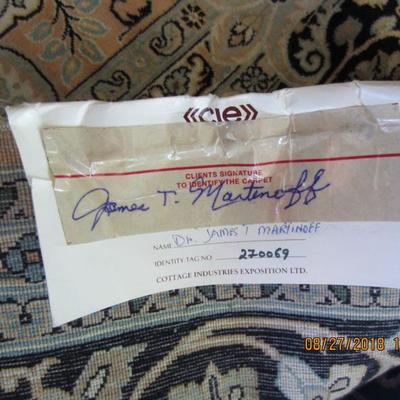 «cie»
CLIENTS SIGNATURE
TO IDENTIFY THE CARPET
James T. Martinoff
NAME Dr. JAMES T MARTINOFF
IDENTITY TAG NO. 270069
COTTAGE INDUSTRIES EXPOSITION LTD.
08/27/2018 1